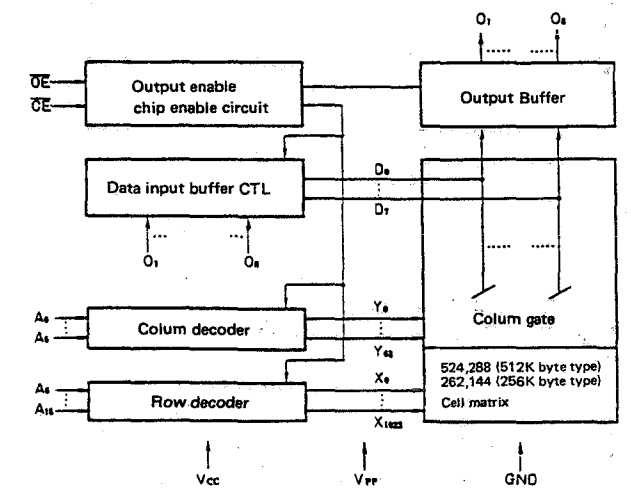 O₁ O₈
OE
CE
Output enable
chip enable circuit
Output Buffer
Data input buffer CTL
D₀
D₇
O₁ O₈
Colum gate
A₀
A₅
Colum decoder
Y₀
Y₆₃
524,288 (512K byte type)
262,144 (256K byte type)
Cell matrix
A₆
A₁₅
Row decoder
X₀
X₁₀₂₃
Vcc Vpp GND